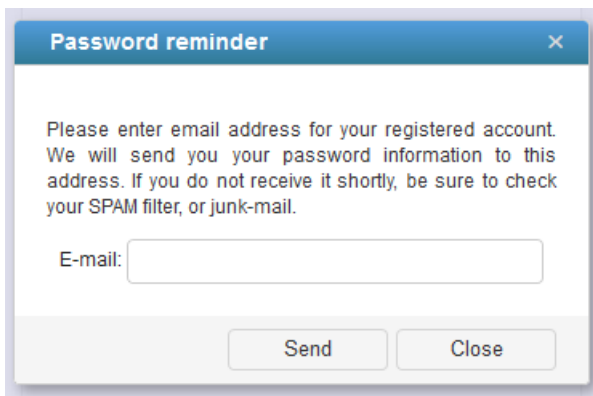 Password reminder ×
Please enter email address for your registered account.
We will send you your password information to this
address. If you do not receive it shortly, be sure to check
your SPAM filter, or junk-mail.
E-mail:
Send Close